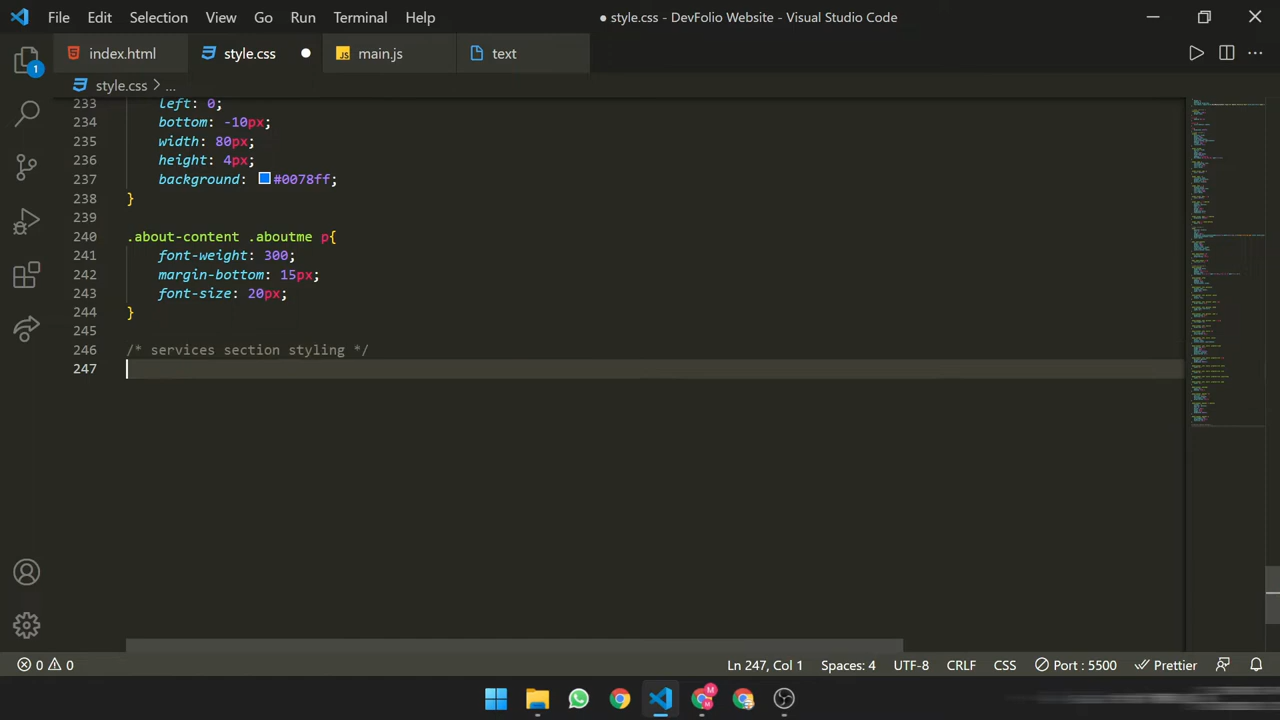 File Edit Selection View Go Run Terminal Help ● style.css - DevFolio Website - Visual Studio Code
index.html style.css ● JS main.js text
1
style.css > ...
233 left: 0;
234 bottom: -10px;
235 width: 80px;
236 height: 4px;
237 background: #0078ff;
238 }
239
240 .about-content .aboutme p{
241 font-weight: 300;
242 margin-bottom: 15px;
243 font-size: 20px;
244 }
245
246 /* services section styling */
247
0 0 Ln 247, Col 1 Spaces: 4 UTF-8 CRLF CSS Port : 5500 Prettier
M